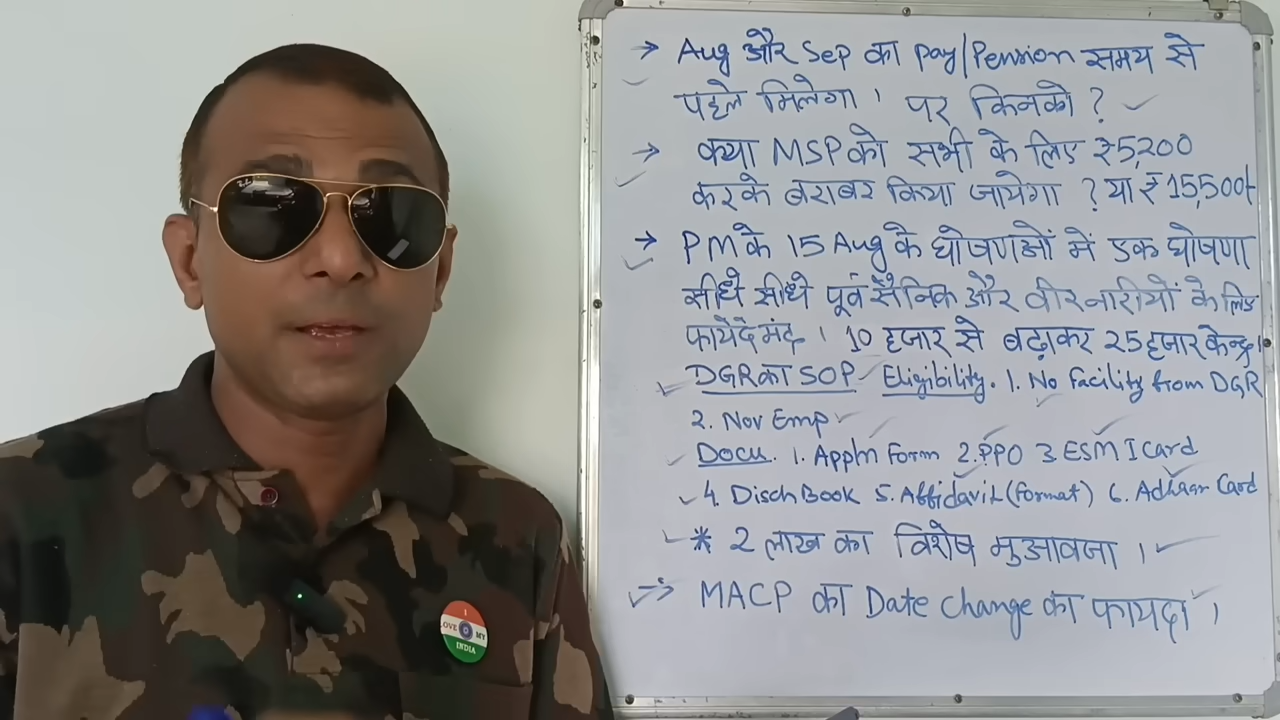 → Aug और Sep का Pay/Pension समय से
पहले मिलेगा । पर किनको ?
→ क्या MSP को सभी के लिए ₹5,200
करके बराबर किया जायेगा ? या ₹15,500/-
→ PM के 15 Aug के घोषणओं में एक घोषणा
सीधे सीधे पूर्व सैनिक और वीरनारीयों के लिए
फायदेमंद । 10 हजार से बढ़ाकर 25 हजार केन्द्र।
DGR का SOP. Eligibility. 1. No Facility from DGR
2. Nov Emp
Docu. 1. Appln Form 2. PPO 3 ESM I Card
4. Disch Book 5. Affidavit (Format) 6. Adhaar Card
* 2 लाख का विशेष मुआवजा ।
→ MACP का Date Change का फायदा ।
I
LOVE MY
INDIA